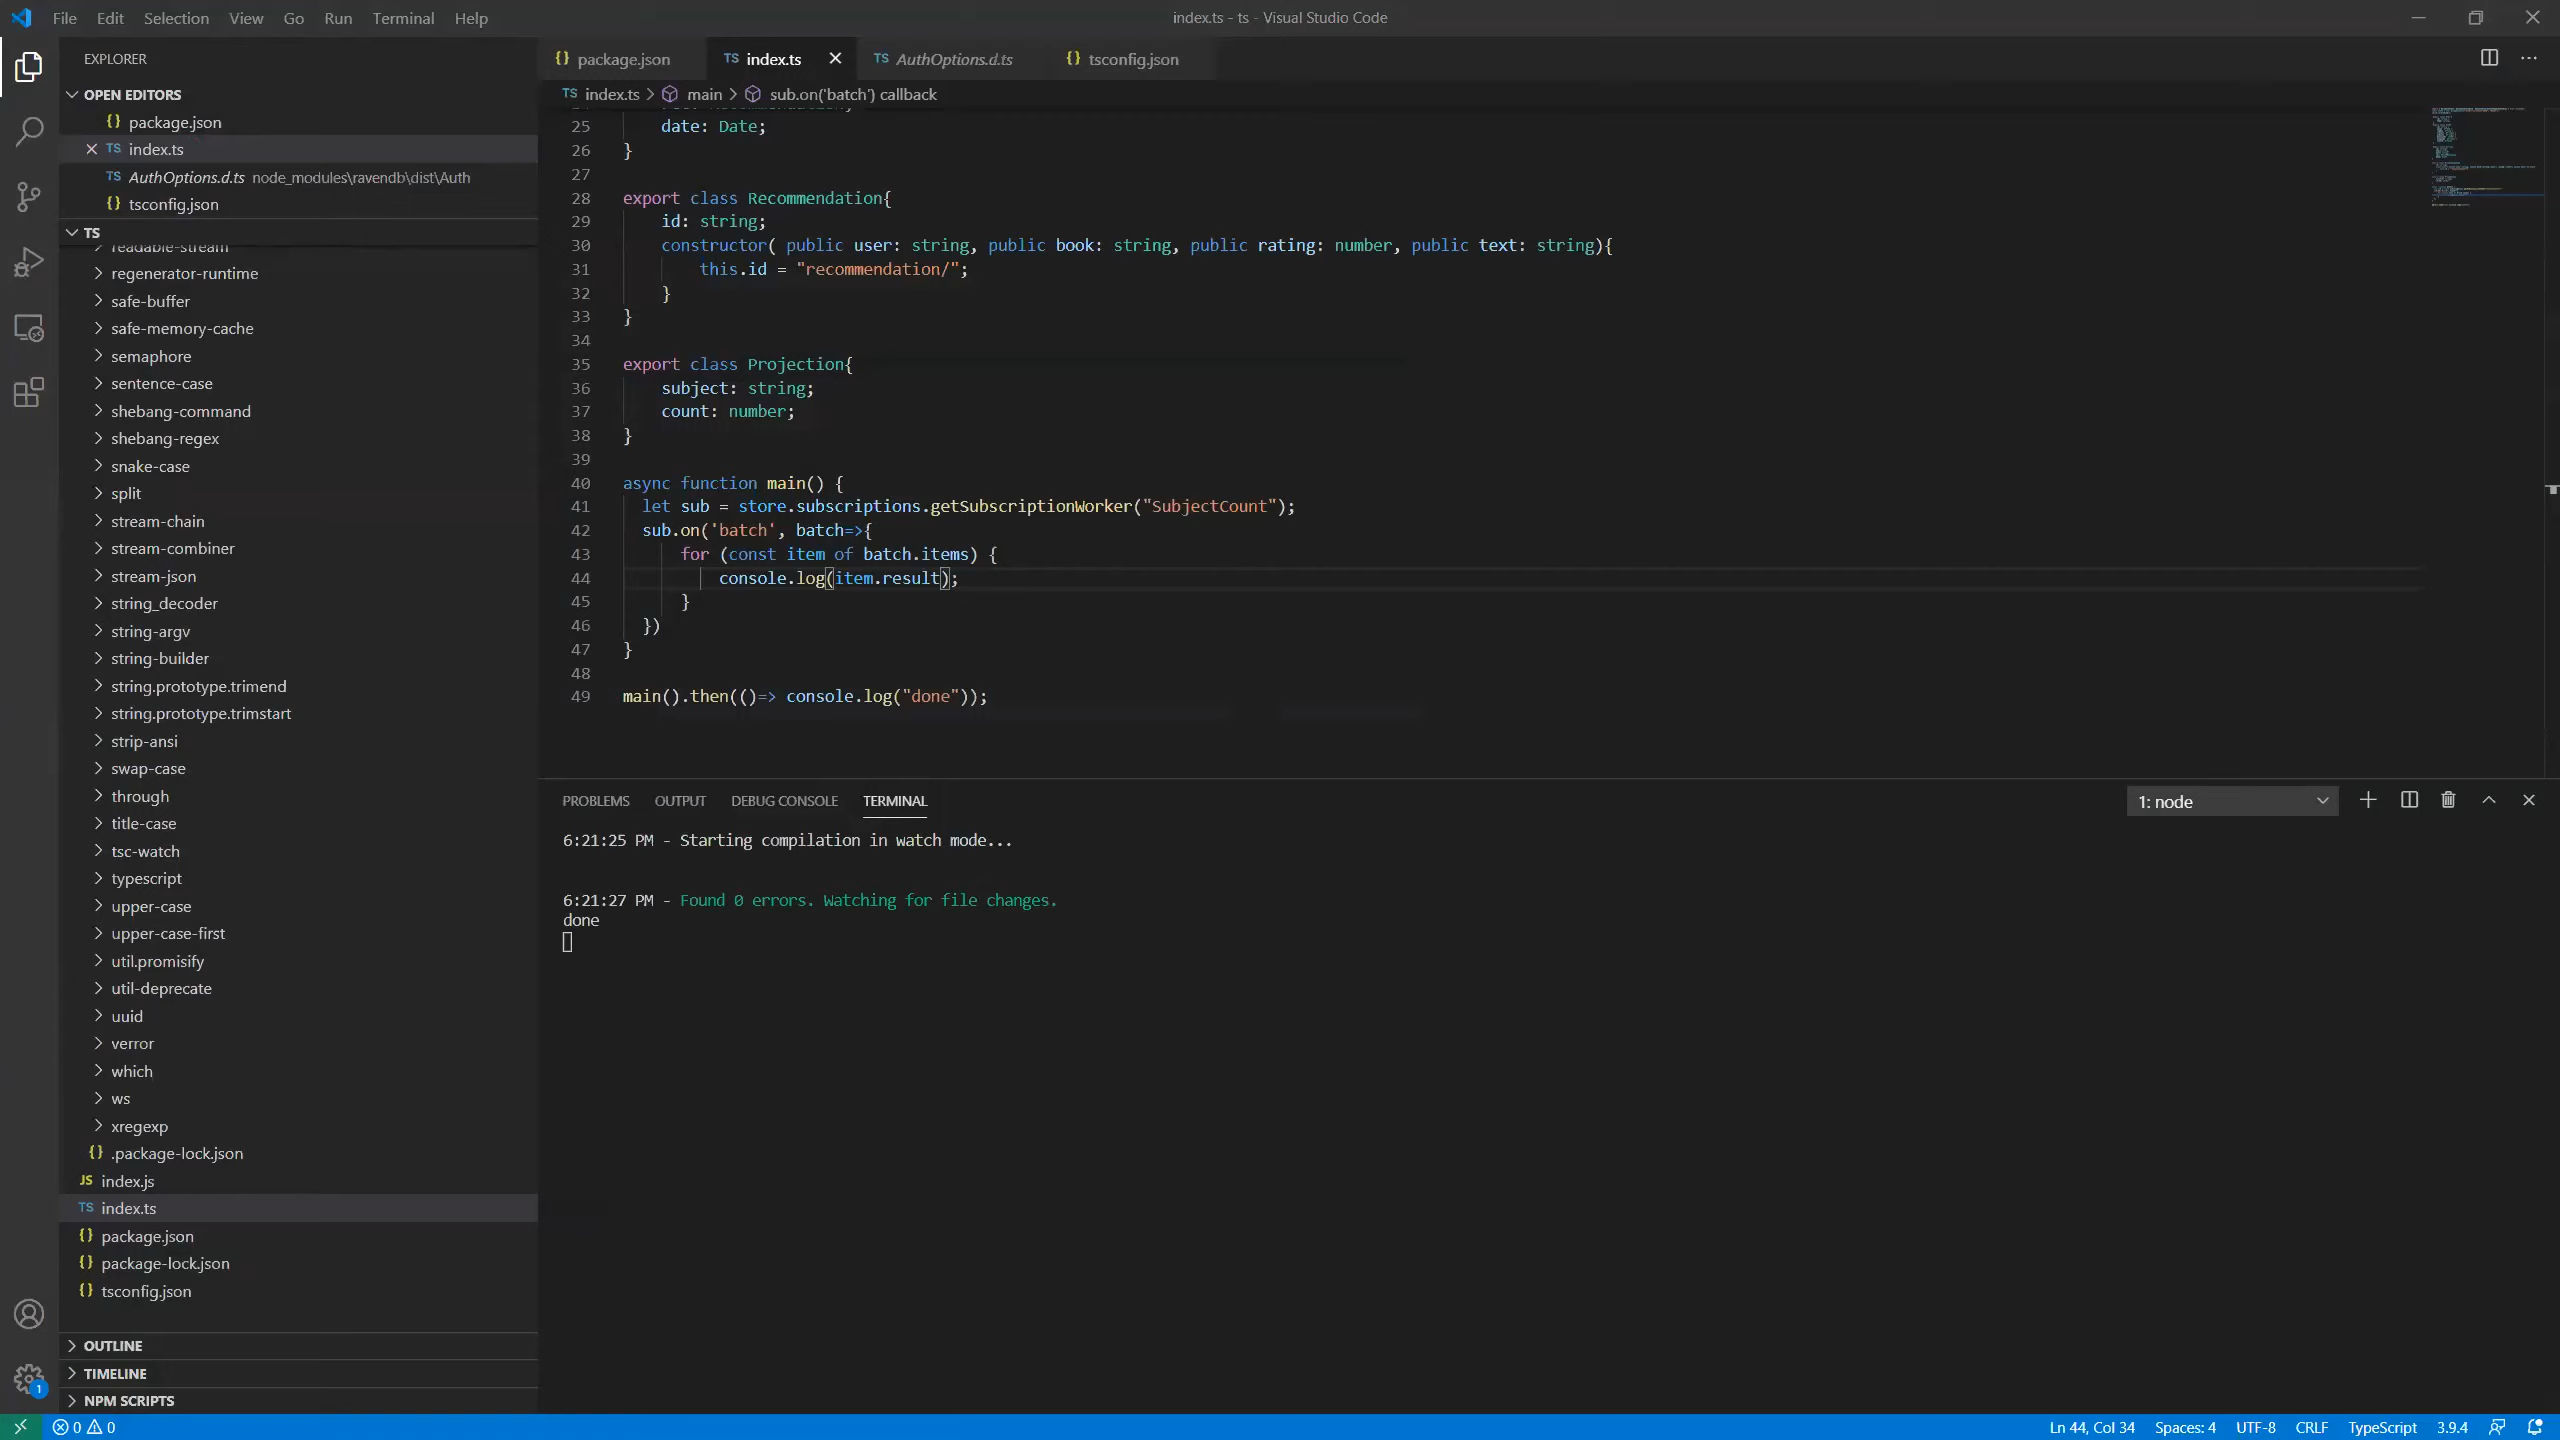 File Edit Selection View Go Run Terminal Help
index.ts - ts - Visual Studio Code
EXPLORER
OPEN EDITORS
package.json
index.ts
AuthOptions.d.ts node_modules\ravendb\dist\Auth
tsconfig.json
TS
readable-stream
regenerator-runtime
safe-buffer
safe-memory-cache
semaphore
sentence-case
shebang-command
shebang-regex
snake-case
split
stream-chain
stream-combiner
stream-json
string_decoder
string-argv
string-builder
string.prototype.trimend
string.prototype.trimstart
strip-ansi
swap-case
through
title-case
tsc-watch
typescript
upper-case
upper-case-first
util.promisify
util-deprecate
uuid
verror
which
ws
xregexp
{} .package-lock.json
JS index.js
TS index.ts
{} package.json
{} package-lock.json
{} tsconfig.json
OUTLINE
TIMELINE
NPM SCRIPTS
{} package.json TS index.ts TS AuthOptions.d.ts {} tsconfig.json
TS index.ts > main > sub.on('batch') callback
25 date: Date;
26 }
27
28 export class Recommendation{
29 id: string;
30 constructor( public user: string, public book: string, public rating: number, public text: string){
31 this.id = "recommendation/";
32 }
33 }
34
35 export class Projection{
36 subject: string;
37 count: number;
38 }
39
40 async function main() {
41 let sub = store.subscriptions.getSubscriptionWorker("SubjectCount");
42 sub.on('batch', batch=>{
43 for (const item of batch.items) {
44 console.log(item.result);
45 }
46 })
47 }
48
49 main().then(()=> console.log("done"));
PROBLEMS OUTPUT DEBUG CONSOLE TERMINAL
1: node
6:21:25 PM - Starting compilation in watch mode...
6:21:27 PM - Found 0 errors. Watching for file changes.
done
1
0 0
Ln 44, Col 34 Spaces: 4 UTF-8 CRLF TypeScript 3.9.4